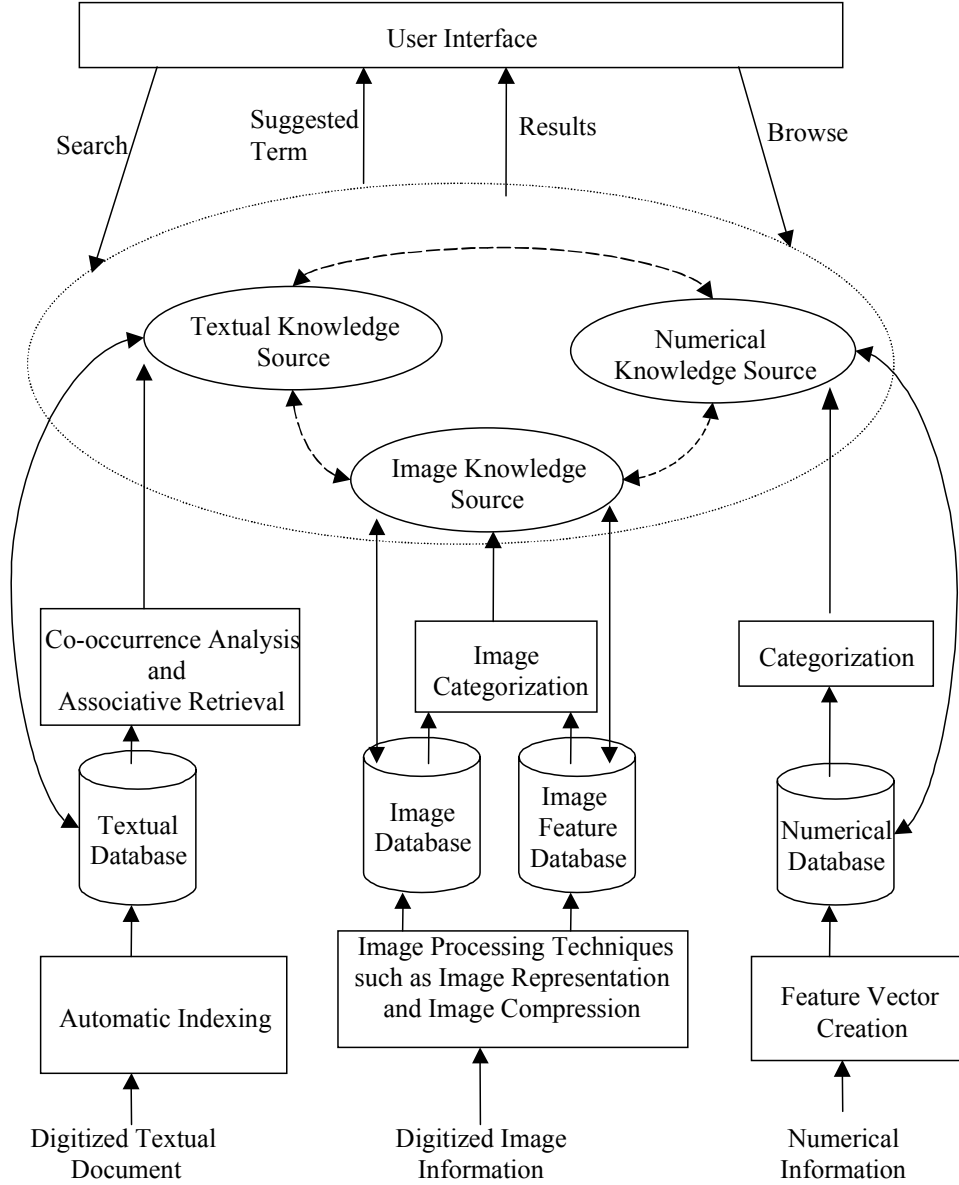 User Interface
Search
Suggested
Term
Results
Browse
Textual Knowledge
Source
Numerical
Knowledge Source
Image Knowledge
Source
Co-occurrence Analysis
and
Associative Retrieval
Image
Categorization
Categorization
Textual
Database
Image
Database
Image
Feature
Database
Numerical
Database
Automatic Indexing
Image Processing Techniques
such as Image Representation
and Image Compression
Feature Vector
Creation
Digitized Textual
Document
Digitized Image
Information
Numerical
Information